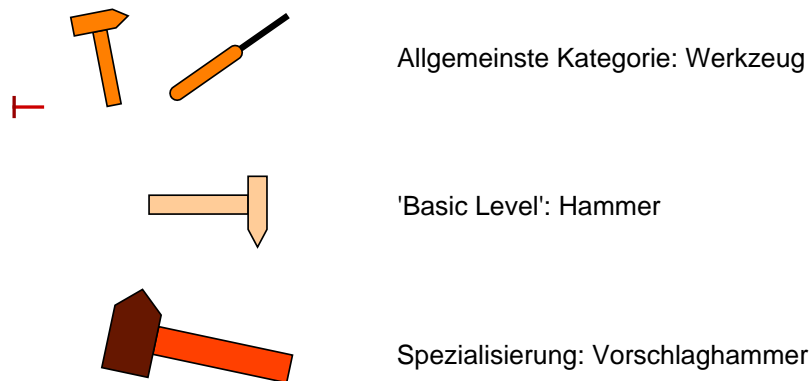 Allgemeinste Kategorie: Werkzeug
'Basic Level': Hammer
Spezialisierung: Vorschlaghammer